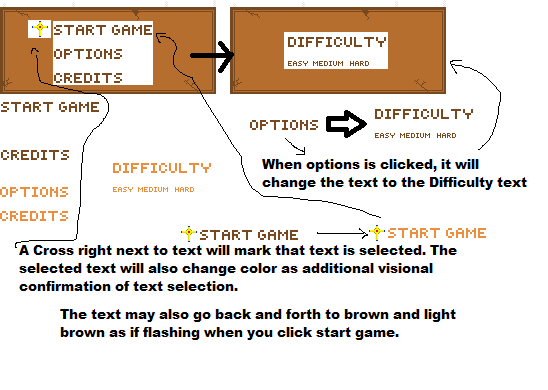 START GAME
OPTIONS
CREDITS
DIFFICULTY
EASY MEDIUM HARD
START GAME
CREDITS
OPTIONS
CREDITS
DIFFICULTY
EASY MEDIUM HARD
OPTIONS
DIFFICULTY
EASY MEDIUM HARD
When options is clicked, it will
change the text to the Difficulty text
START GAME
START GAME
A Cross right next to text will mark that text is selected. The
selected text will also change color as additional visional
confirmation of text selection.
The text may also go back and forth to brown and light
brown as if flashing when you click start game.